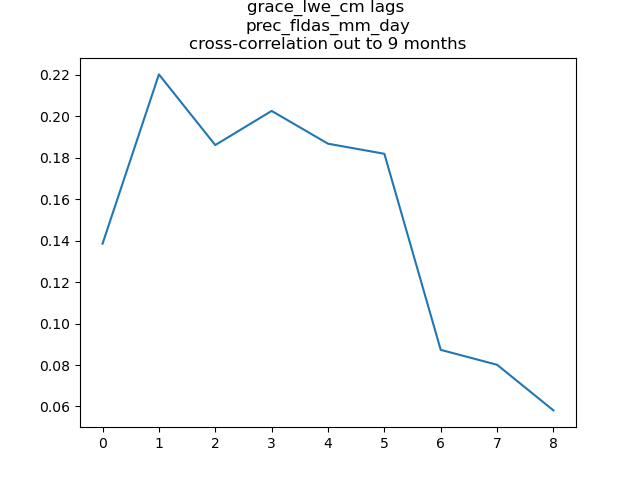 grace_lwe_cm lags
prec_fldas_mm_day
cross-correlation out to 9 months
0.22
0.20
0.18
0.16
0.14
0.12
0.10
0.08
0.06
0 1 2 3 4 5 6 7 8